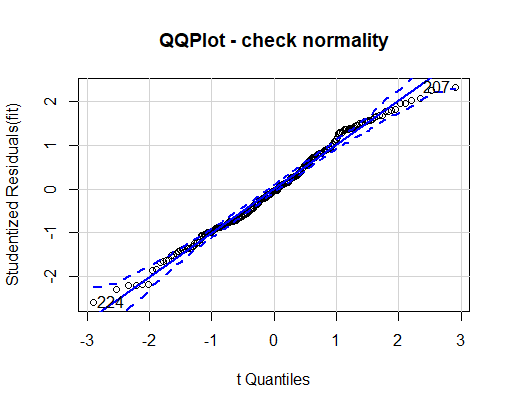 QQPlot - check normality
Studentized Residuals(fit)
2
1
0
-1
-2
207
224
-3 -2 -1 0 1 2 3
t Quantiles